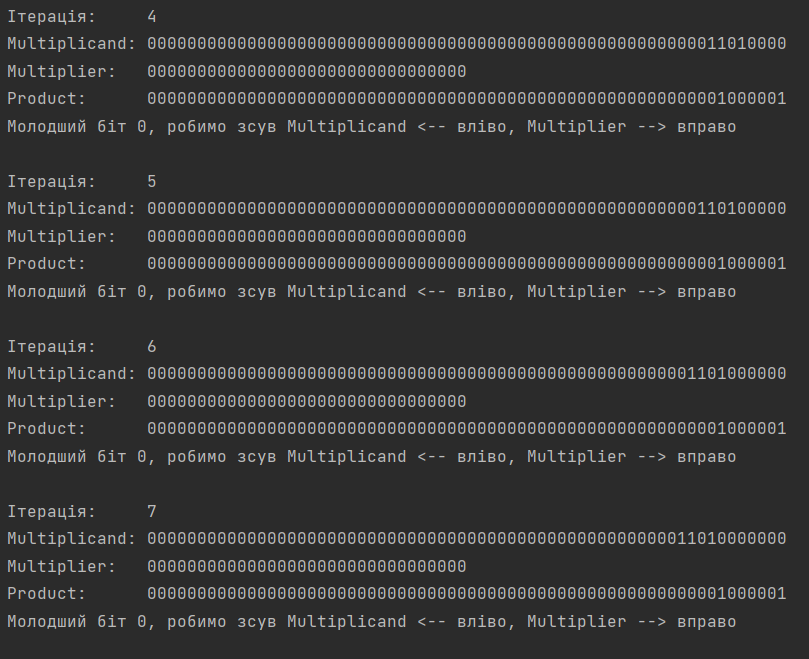 Ітерація: 4
Multiplicand: 0000000000000000000000000000000000000000000000000000000011010000
Multiplier: 00000000000000000000000000000000
Product: 0000000000000000000000000000000000000000000000000000000001000001
Молодший біт 0, робимо зсув Multiplicand <-- вліво, Multiplier --> вправо
Ітерація: 5
Multiplicand: 0000000000000000000000000000000000000000000000000000000110100000
Multiplier: 00000000000000000000000000000000
Product: 0000000000000000000000000000000000000000000000000000000001000001
Молодший біт 0, робимо зсув Multiplicand <-- вліво, Multiplier --> вправо
Ітерація: 6
Multiplicand: 0000000000000000000000000000000000000000000000000000001101000000
Multiplier: 00000000000000000000000000000000
Product: 0000000000000000000000000000000000000000000000000000000001000001
Молодший біт 0, робимо зсув Multiplicand <-- вліво, Multiplier --> вправо
Ітерація: 7
Multiplicand: 0000000000000000000000000000000000000000000000000000011010000000
Multiplier: 00000000000000000000000000000000
Product: 0000000000000000000000000000000000000000000000000000000001000001
Молодший біт 0, робимо зсув Multiplicand <-- вліво, Multiplier --> вправо